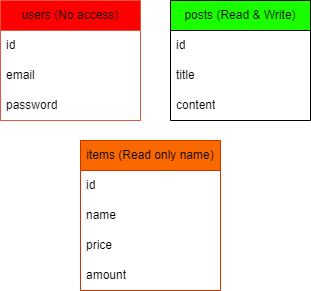 users (No access)
id
email
password
posts (Read & Write)
id
title
content
items (Read only name)
id
name
price
amount